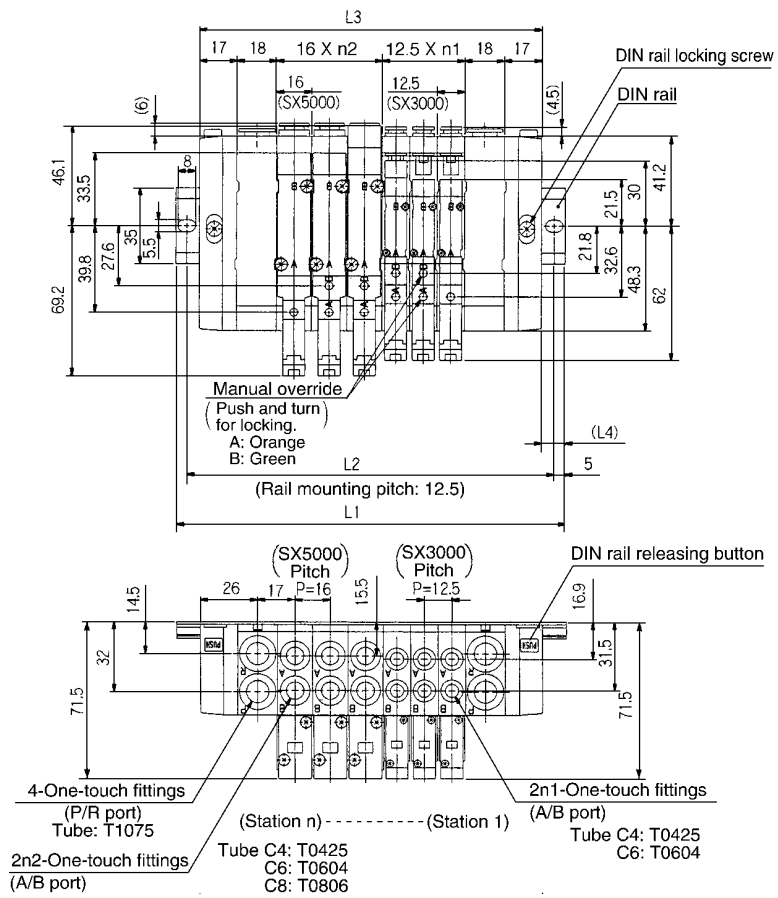 L3
17
18
16 X n2
12.5 X n1
18
17
DIN rail locking screw
16
(SX5000)
12.5
(SX3000)
(6)
(4.5)
DIN rail
46.1
33.5
8
35
5.5
27.6
39.8
69.2
21.5
30
41.2
21.8
32.6
48.3
62
A
B
Manual override
(Push and turn
for locking.)
A: Orange
B: Green
(L4)
L2
5
(Rail mounting pitch: 12.5)
L1
(SX5000)
Pitch
P=16
(SX3000)
Pitch
P=12.5
DIN rail releasing button
14.5
26
17
15.5
16.9
32
71.5
31.5
71.5
PUSH
PUSH
R
A
A
A
A
A
A
R
P
B
B
B
B
B
B
P
4-One-touch fittings
(P/R port)
Tube: T1075
2n1-One-touch fittings
(A/B port)
Tube C4: T0425
C6: T0604
(Station n) - - - - - - - - - (Station 1)
2n2-One-touch fittings
(A/B port)
Tube C4: T0425
C6: T0604
C8: T0806